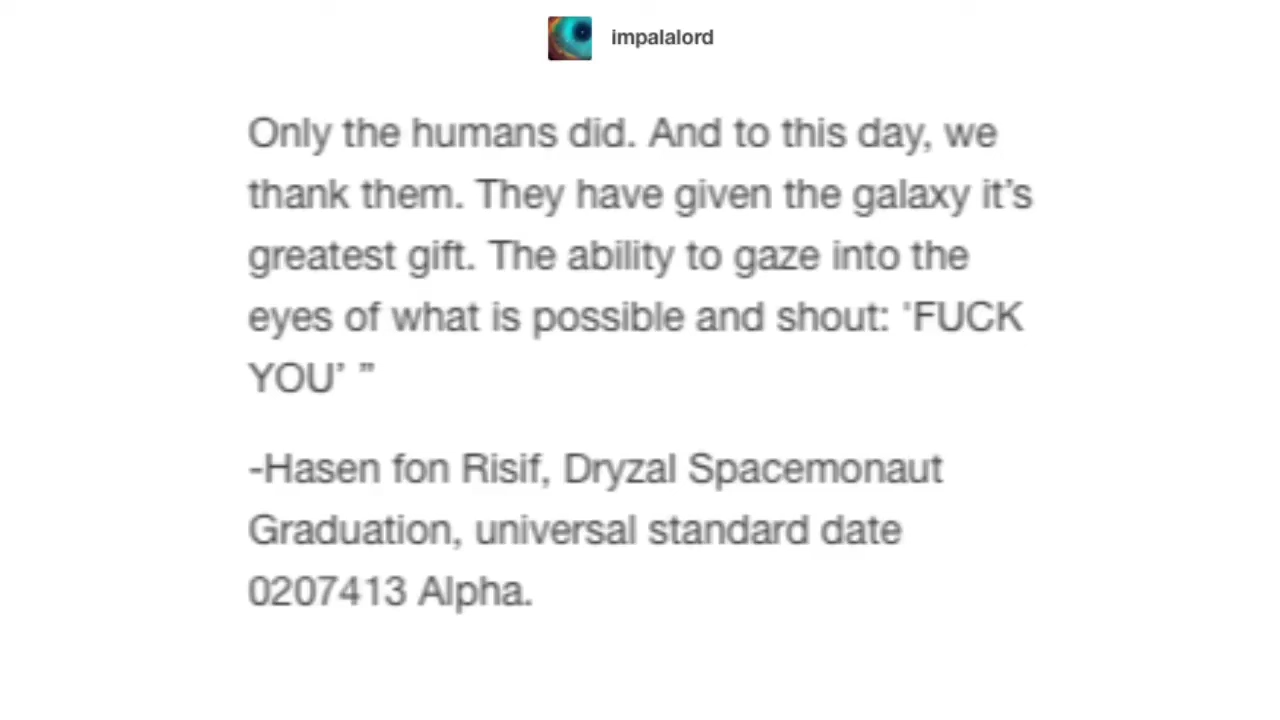 impalalord
Only the humans did. And to this day, we
thank them. They have given the galaxy it’s
greatest gift. The ability to gaze into the
eyes of what is possible and shout: 'FUCK
YOU’ ”
-Hasen fon Risif, Dryzal Spacemonaut
Graduation, universal standard date
0207413 Alpha.